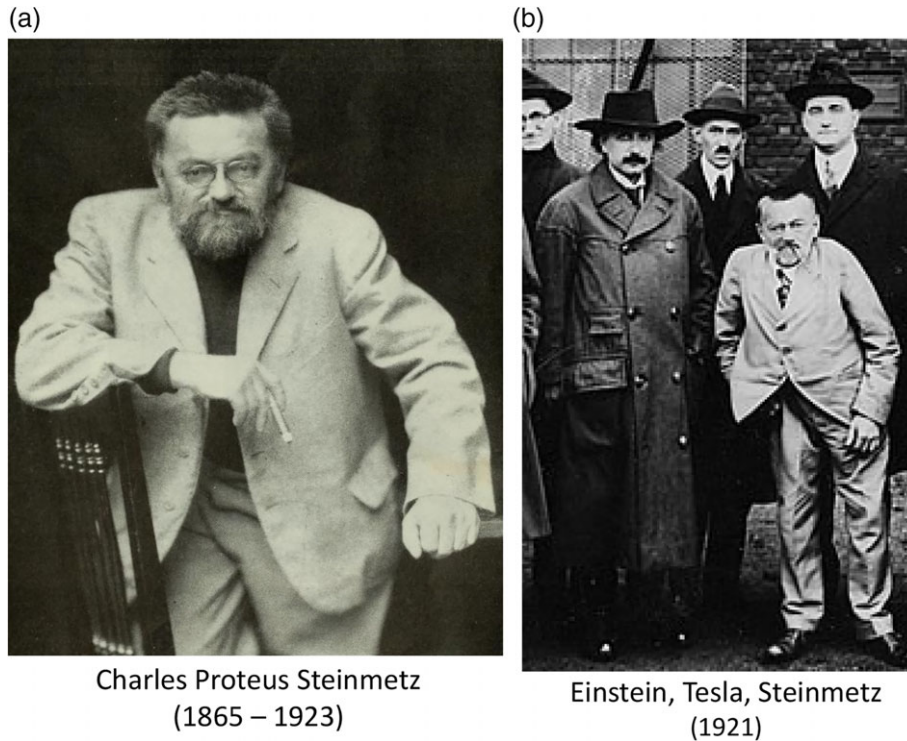 (a)
(b)
Charles Proteus Steinmetz
(1865 – 1923)
Einstein, Tesla, Steinmetz
(1921)